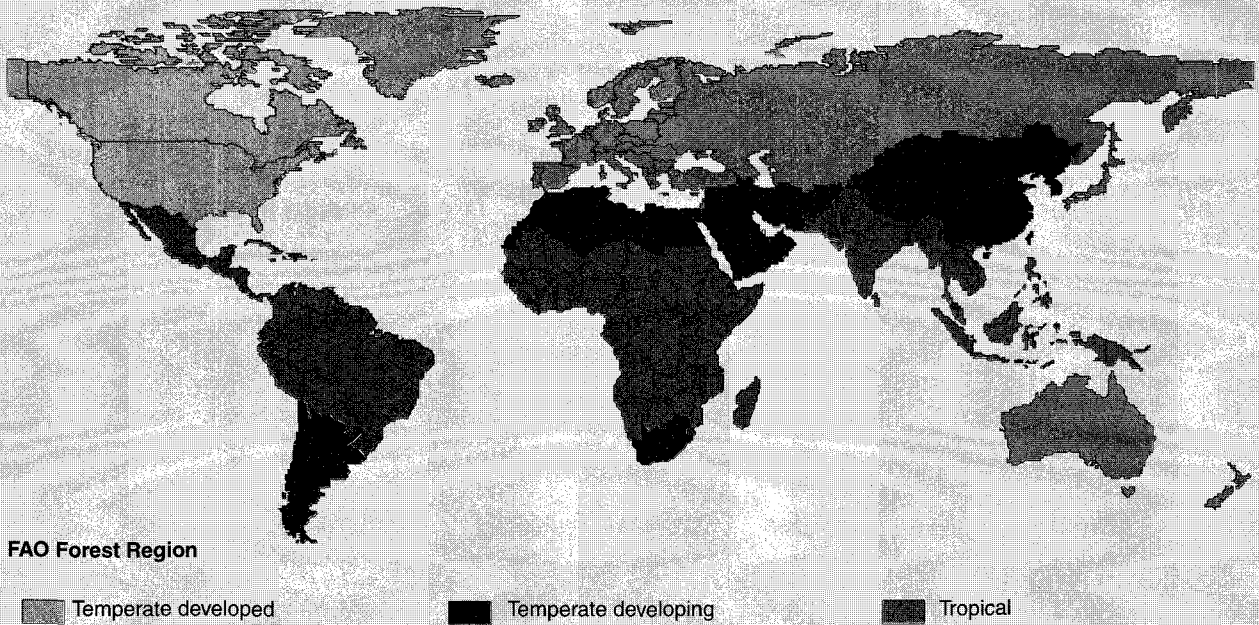 FAO Forest Region
Temperate developed
Temperate developing
Tropical